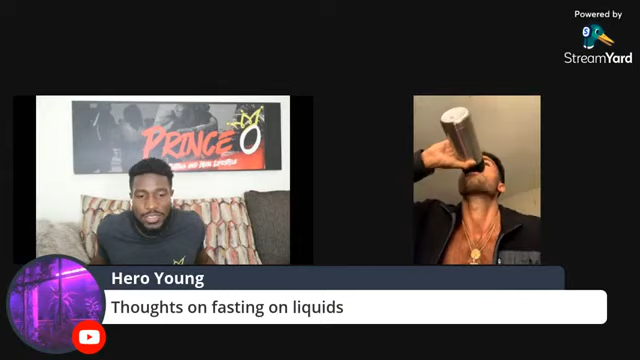 Powered by
StreamYard
PRINCE O
Hero Young
Thoughts on fasting on liquids